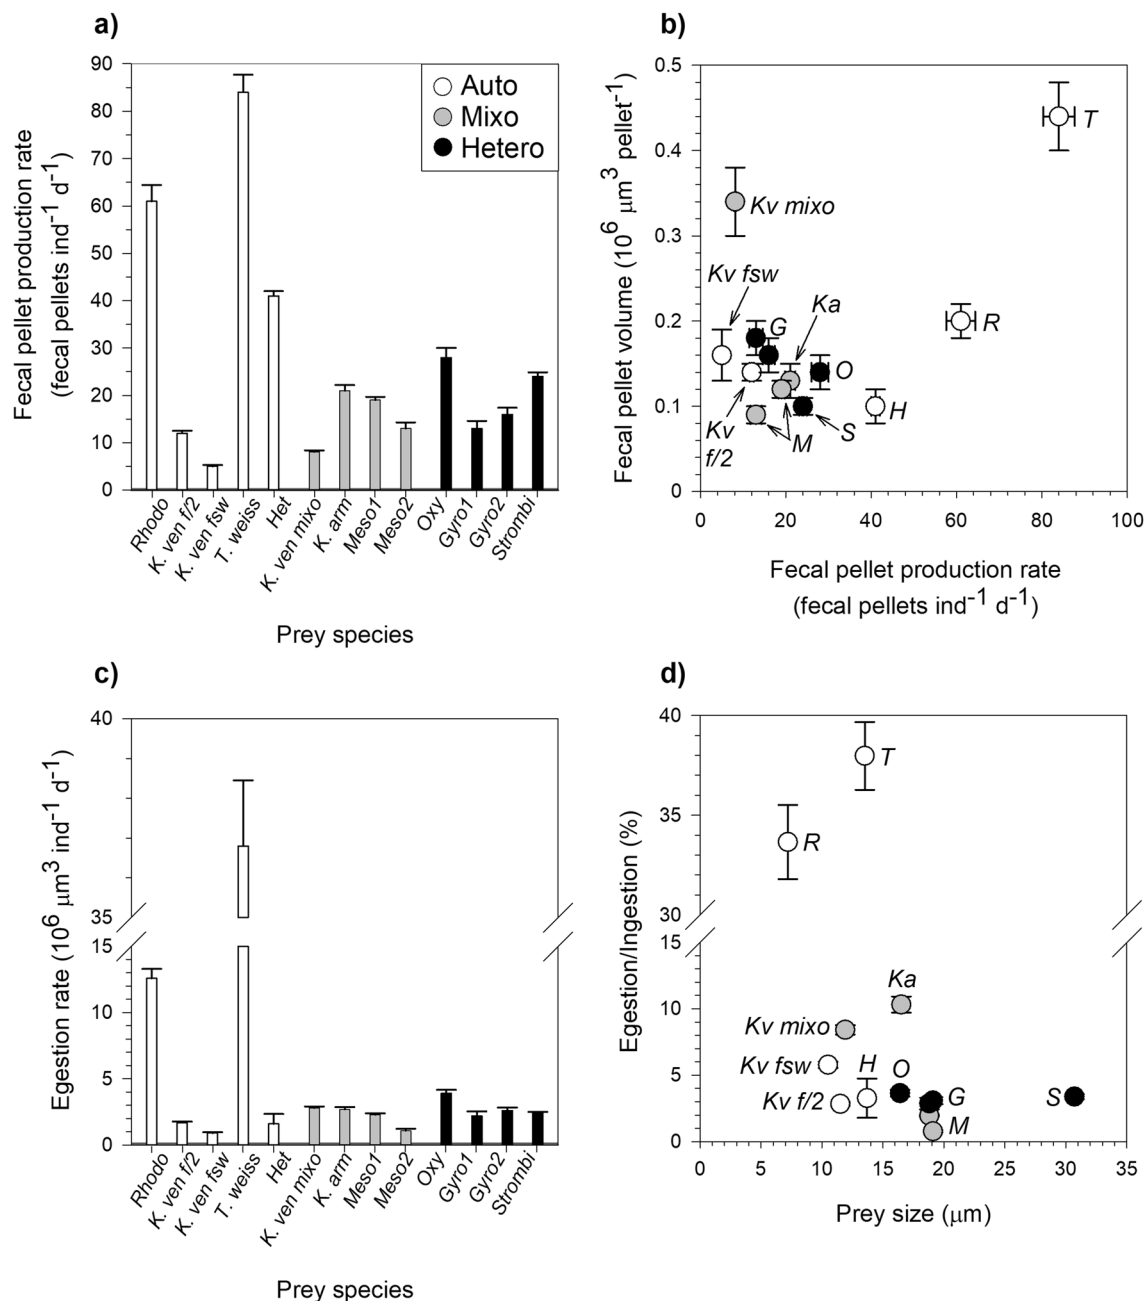 a)
Fecal pellet production rate
(fecal pellets ind⁻¹ d⁻¹)
90
80
70
60
50
40
30
20
10
0
Auto
Mixo
Hetero
Rhodo
K. ven f/2
K. ven fsw
T. weiss
Het
K. ven mixo
K. arm
Meso1
Meso2
Oxy
Gyro1
Gyro2
Strombi
Prey species
b)
Fecal pellet volume (10⁶ μm³ pellet⁻¹)
0.5
0.4
0.3
0.2
0.1
0
T
Kv mixo
Kv fsw
Ka
G
R
O
H
Kv
f/2
M
S
0
20
40
60
80
100
Fecal pellet production rate
(fecal pellets ind⁻¹ d⁻¹)
c)
Egestion rate (10⁶ μm³ ind⁻¹ d⁻¹)
40
35
15
10
5
0
Rhodo
K. ven f/2
K. ven fsw
T. weiss
Het
K. ven mixo
K. arm
Meso1
Meso2
Oxy
Gyro1
Gyro2
Strombi
Prey species
d)
Egestion/Ingestion (%)
40
35
30
15
10
5
0
T
R
Ka
Kv mixo
Kv fsw
H
O
Kv f/2
G
S
M
0
5
10
15
20
25
30
35
Prey size (μm)